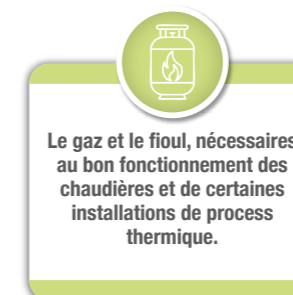 Le gaz et le fioul, nécessaires
au bon fonctionnement des
chaudières et de certaines
installations de process
thermique.